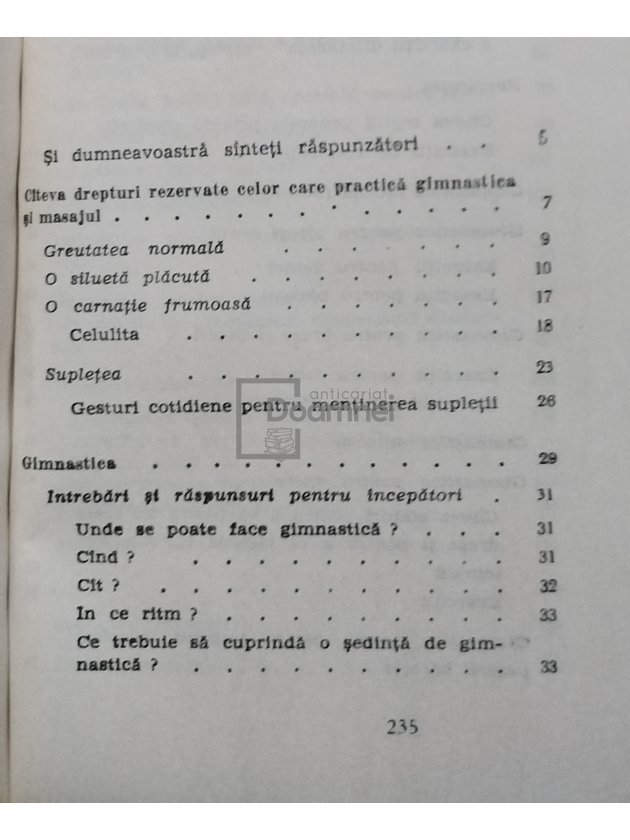 Şi dumneavoastră sînteţi răspunzători . . 5
Cîteva drepturi rezervate celor care practică gimnastica
şi masajul . . . . . . . . . . . . . 7
Greutatea normală . . . . . . . 9
O siluetă plăcută . . . . . . . . 10
O carnaţie frumoasă . . . . . . . 17
Celulita . . . . . . . . . . 18
Supleţea . . . . . . . . . . 23
anticariat
Doamnei
Gesturi cotidiene pentru menţinerea supleţii 26
Gimnastica . . . . . . . . . . . . 29
Intrebări şi răspunsuri pentru începători . 31
Unde se poate face gimnastică ? . . . 31
Cînd ? . . . . . . . . . . 31
Cît ? . . . . . . . . . . . 32
In ce ritm ? . . . . . . . . . 33
Ce trebuie să cuprindă o şedinţă de gim-
nastică ? . . . . . . . . . . 33
235